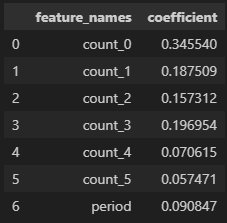 feature_names coefficient
0 count_0 0.345540
1 count_1 0.187509
2 count_2 0.157312
3 count_3 0.196954
4 count_4 0.070615
5 count_5 0.057471
6 period 0.090847